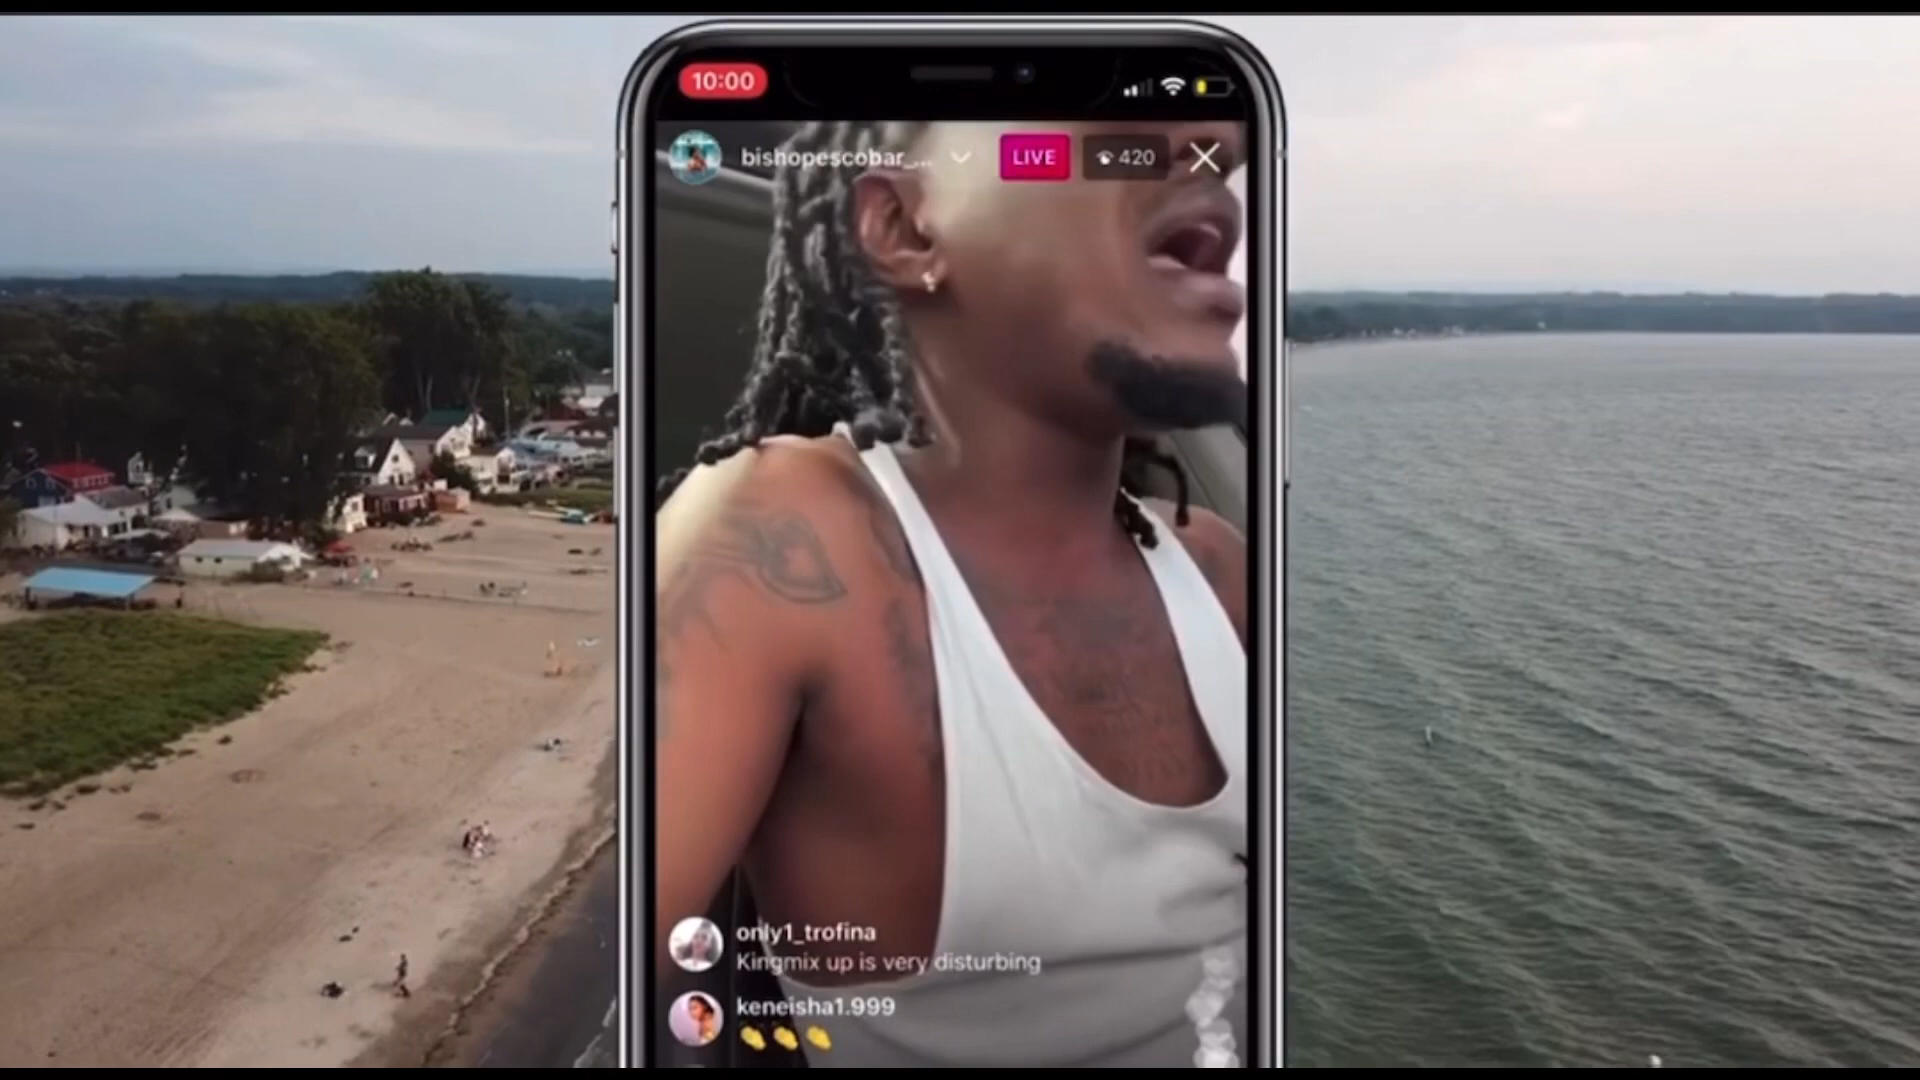 10:00
bishopescobar_...
LIVE
420
only1_trofina
Kingmix up is very disturbing
keneisha1.999
👏👏👏